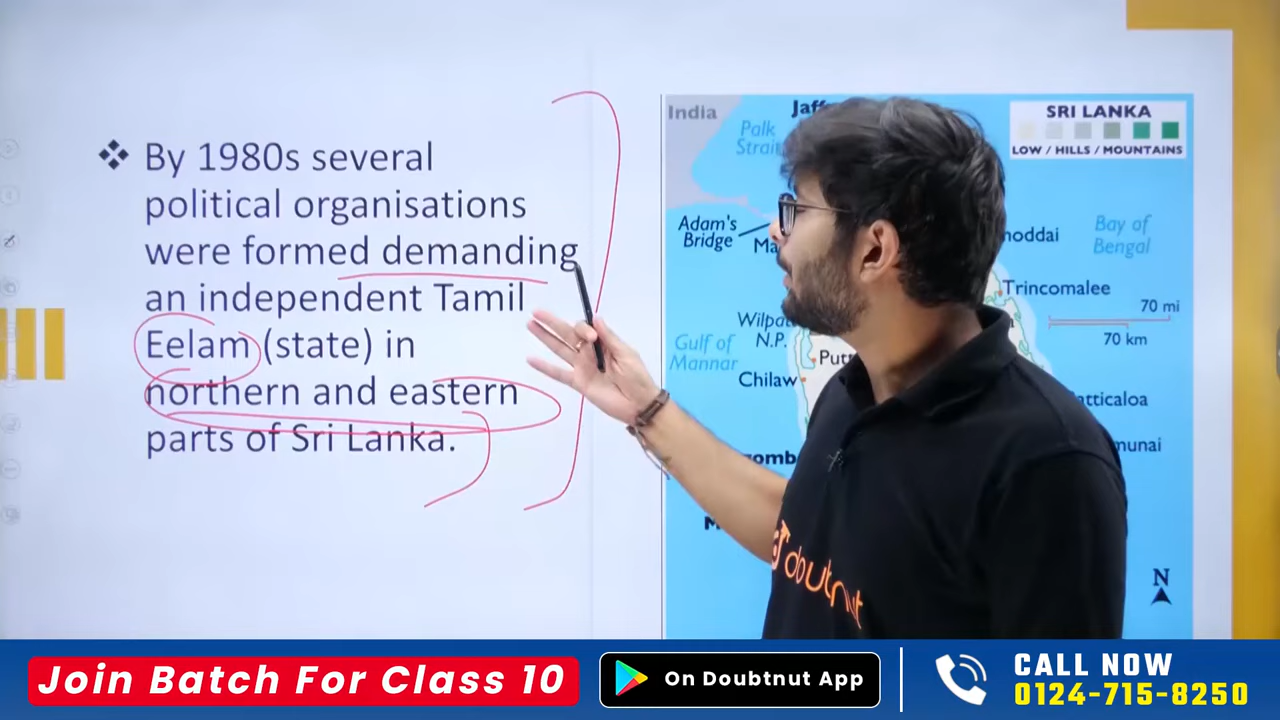 By 1980s several
political organisations
were formed demanding
an independent Tamil
Eelam (state) in
northern and eastern
parts of Sri Lanka.
India
Palk
SRI LANKA
LOW / HILLS / MOUNTAINS
Adam's
Bridge
Bay of
Bengal
Trincomalee
70 mi
70 km
N.P.
Gulf of
Mannar
Chilaw
N
doubtnut
Join Batch For Class 10
On Doubtnut App
CALL NOW
0124-715-8250